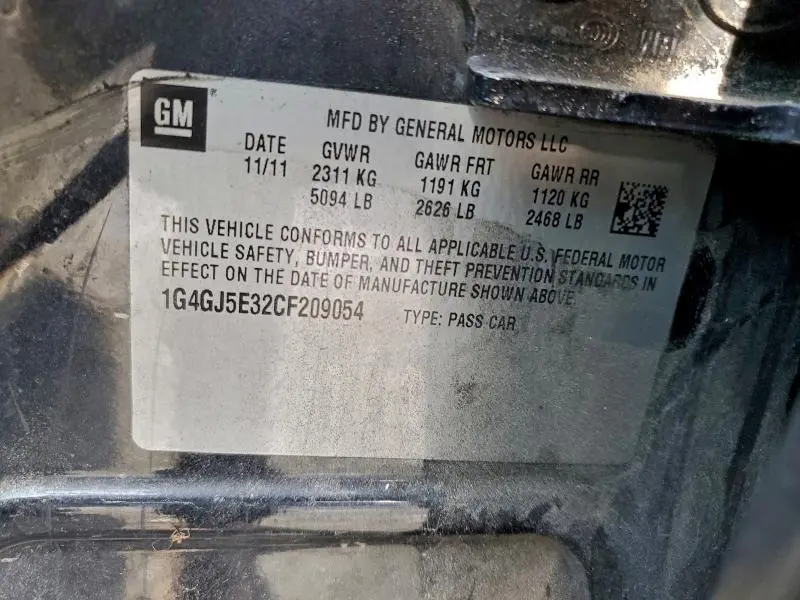 GM
MFD BY GENERAL MOTORS LLC
DATE GVWR GAWR FRT GAWR RR
11/11 2311 KG 1191 KG 1120 KG
5094 LB 2626 LB 2468 LB
THIS VEHICLE CONFORMS TO ALL APPLICABLE U.S. FEDERAL MOTOR
VEHICLE SAFETY, BUMPER, AND THEFT PREVENTION STANDARDS IN
EFFECT ON THE DATE OF MANUFACTURE SHOWN ABOVE.
1G4GJ5E32CF209054 TYPE: PASS CAR